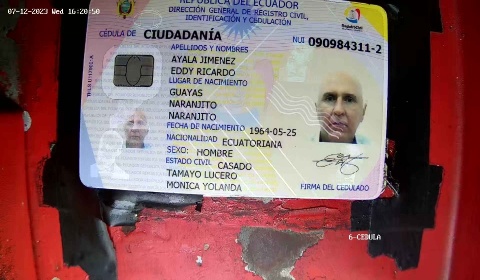 07-12-2023 Wed 16:20:50
REPÚBLICA DEL ECUADOR
DIRECCIÓN GENERAL DE REGISTRO CIVIL,
IDENTIFICACIÓN Y CEDULACIÓN
CÉDULA DE CIUDADANÍA
NUI 090984311-2
APELLIDOS Y NOMBRES
AYALA JIMENEZ
EDDY RICARDO
LUGAR DE NACIMIENTO
GUAYAS
NARANJITO
NARANJITO
FECHA DE NACIMIENTO 1964-05-25
NACIONALIDAD ECUATORIANA
SEXO: HOMBRE
ESTADO CIVIL CASADO
TAMAYO LUCERO
MONICA YOLANDA
FIRMA DEL CEDULADO
6-CEDULA